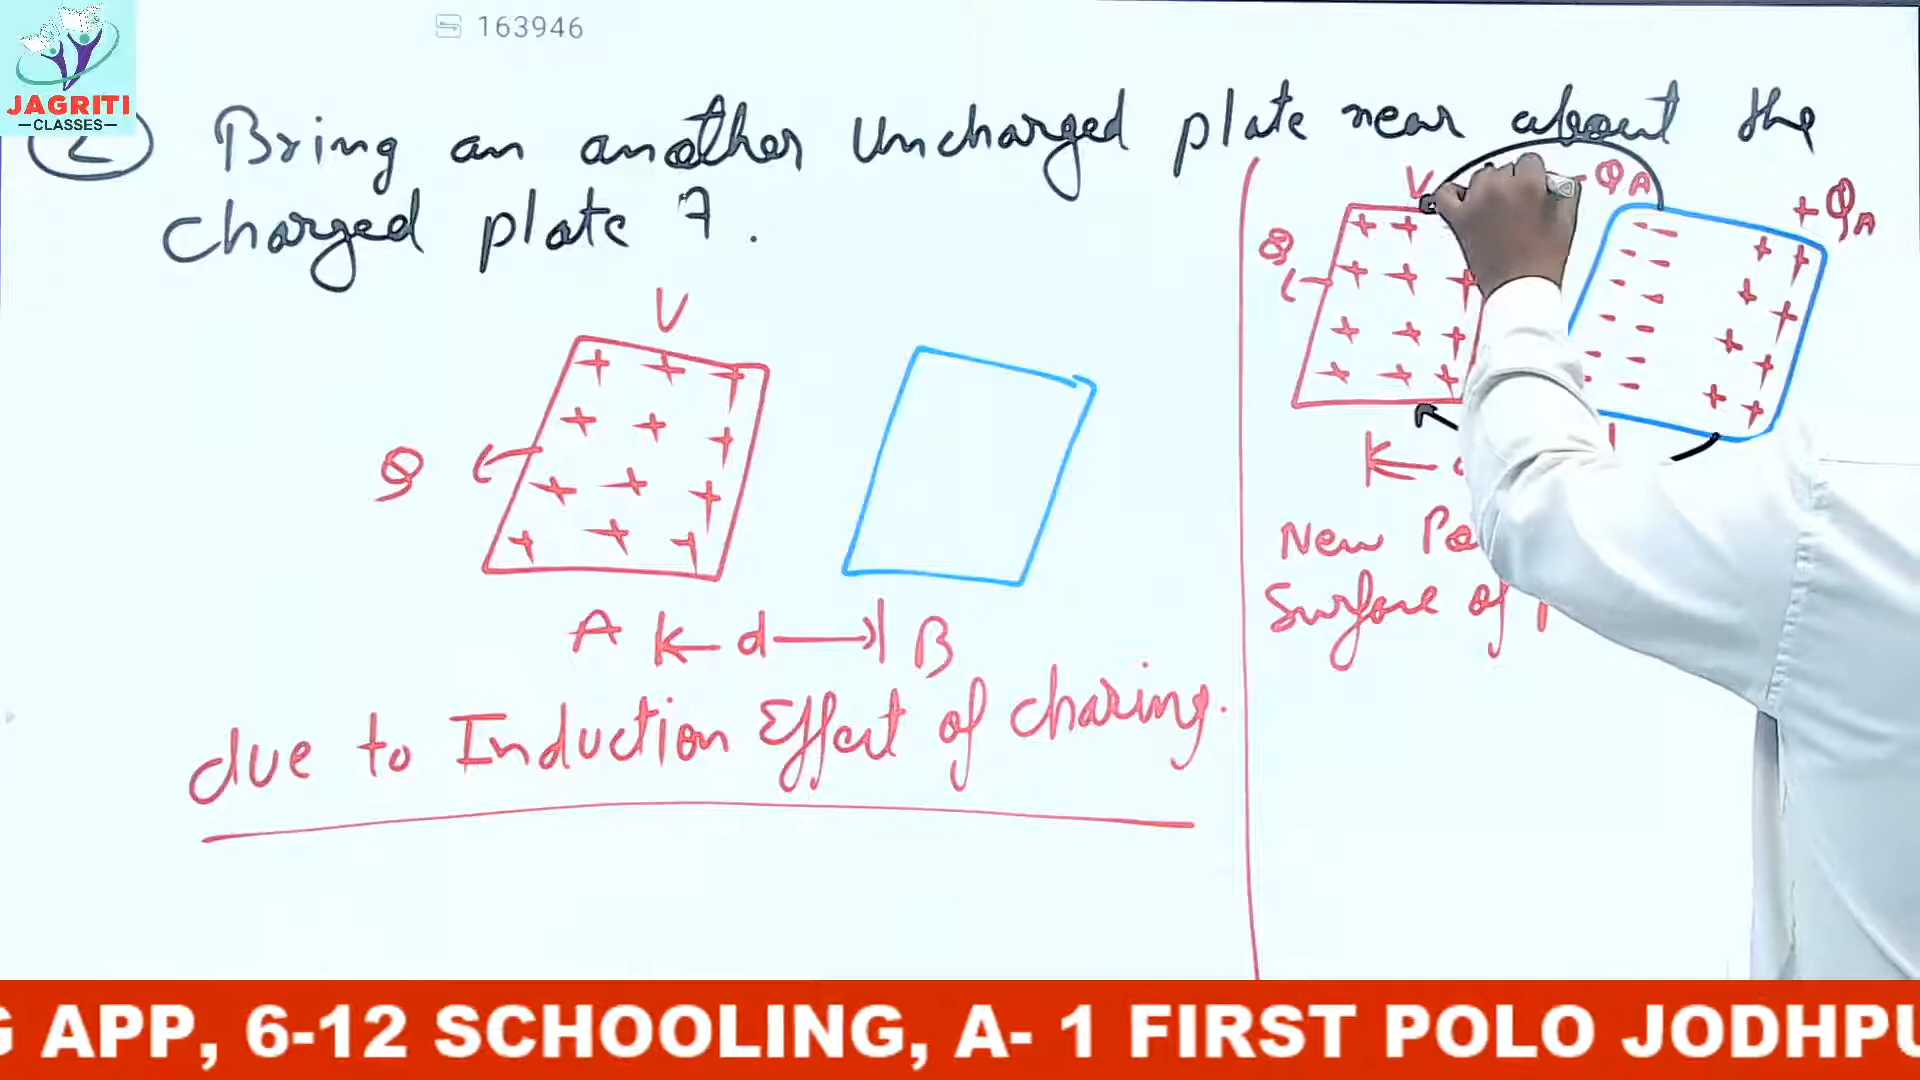 163946
JAGRITI
CLASSES
2 Bring an another Uncharged plate near about the
charged plate A.
V
Q
A d B
due to Induction Effect of charing.
V
-QA
+QA
Q
New
Surface of
G APP, 6-12 SCHOOLING, A- 1 FIRST POLO JODHPU